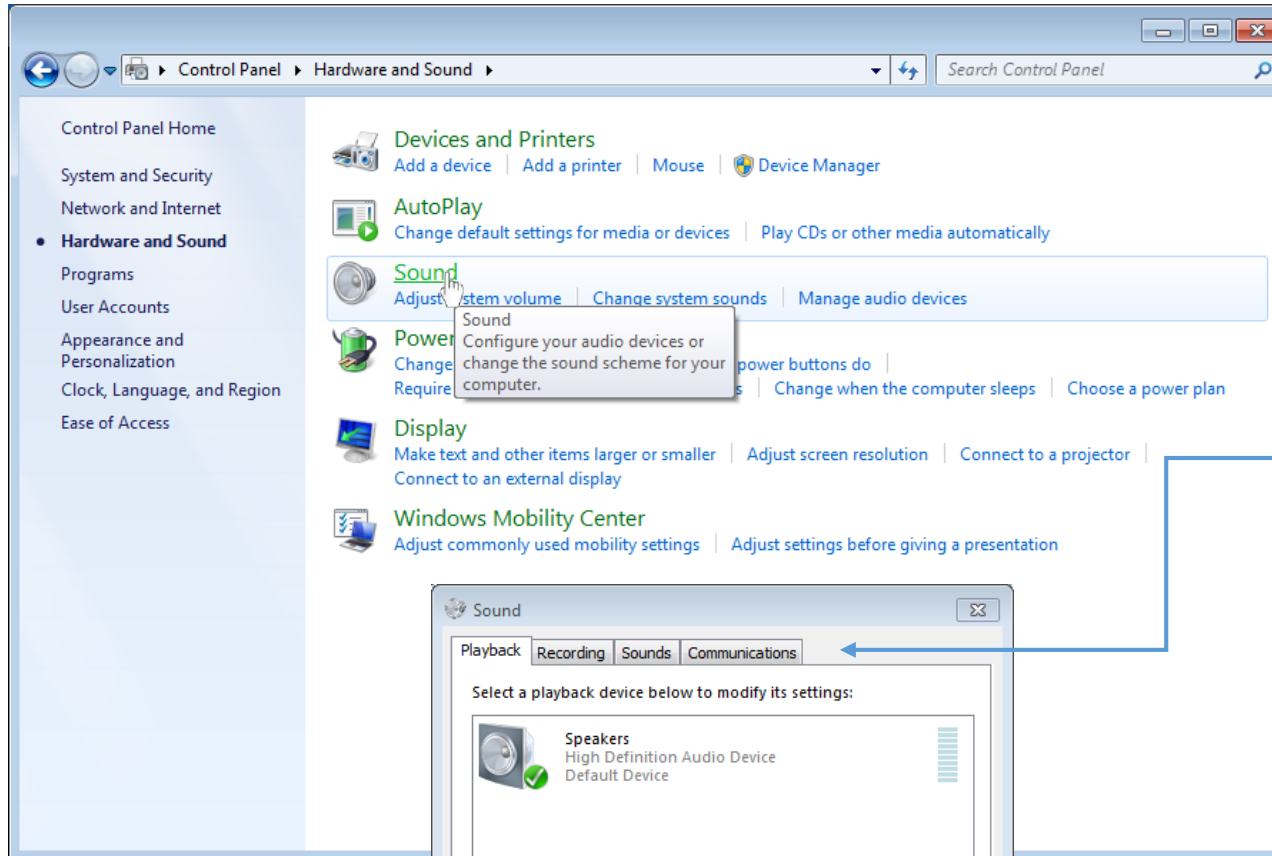 Control Panel Hardware and Sound
Search Control Panel
Control Panel Home
System and Security
Network and Internet
Hardware and Sound
Programs
User Accounts
Appearance and
Personalization
Clock, Language, and Region
Ease of Access
Devices and Printers
Add a device Add a printer Mouse Device Manager
AutoPlay
Change default settings for media or devices Play CDs or other media automatically
Sound
Adjust system volume Change system sounds Manage audio devices
Sound
Configure your audio devices or
change the sound scheme for your
computer.
Power
Change power buttons do
Require Change when the computer sleeps Choose a power plan
Display
Make text and other items larger or smaller Adjust screen resolution Connect to a projector
Connect to an external display
Windows Mobility Center
Adjust commonly used mobility settings Adjust settings before giving a presentation
Sound
Playback Recording Sounds Communications
Select a playback device below to modify its settings:
Speakers
High Definition Audio Device
Default Device